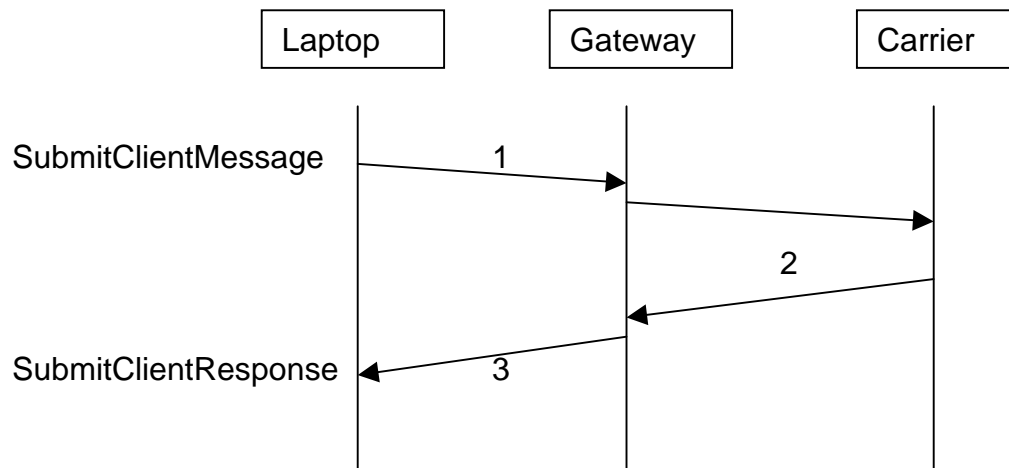 Laptop
Gateway
Carrier
SubmitClientMessage
1
2
SubmitClientResponse
3